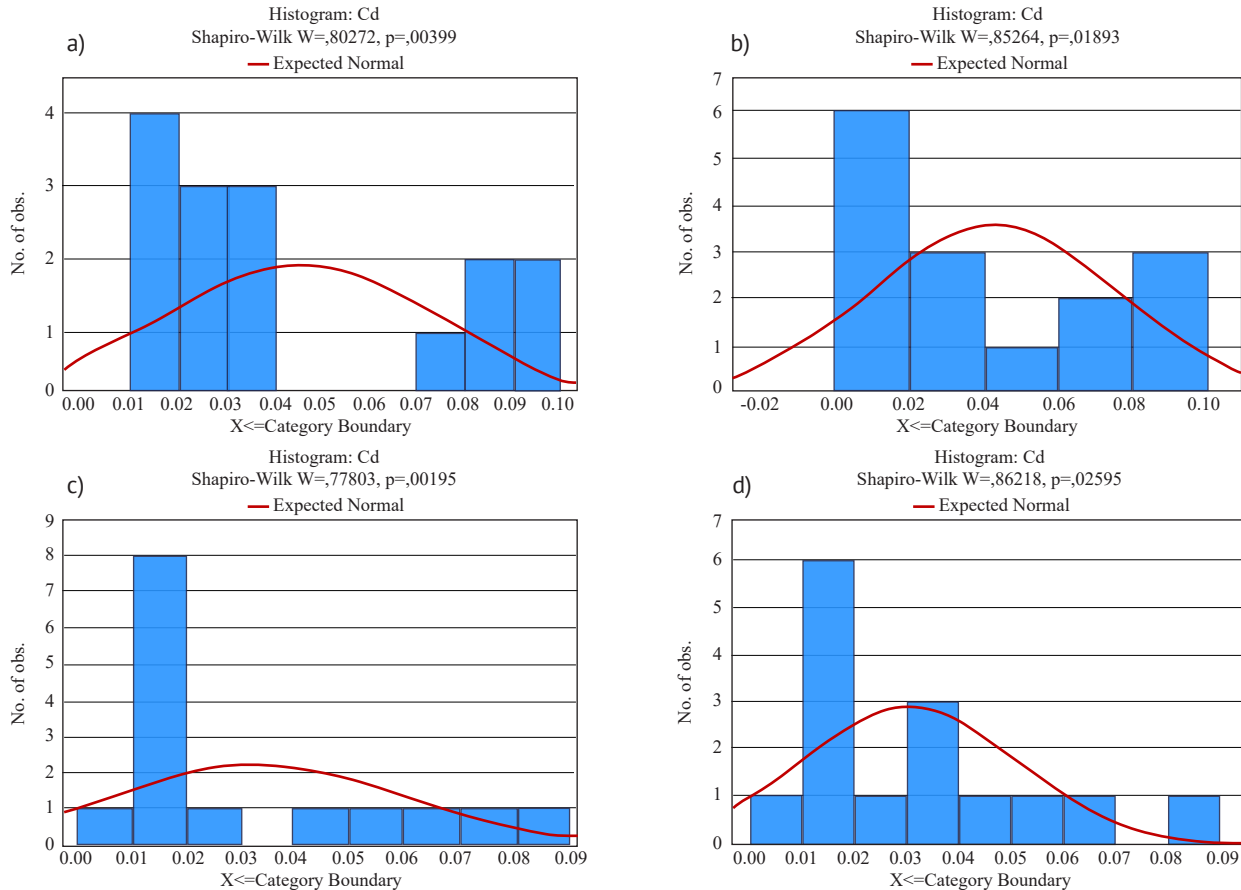 a)
Histogram: Cd
Shapiro-Wilk W=,80272, p=,00399
Expected Normal
No. of obs.
4
3
2
1
0
0.00 0.01 0.02 0.03 0.04 0.05 0.06 0.07 0.08 0.09 0.10
X<=Category Boundary
b)
Histogram: Cd
Shapiro-Wilk W=,85264, p=,01893
Expected Normal
No. of obs.
7
6
5
4
3
2
1
0
-0.02 0.00 0.02 0.04 0.06 0.08 0.10
X<=Category Boundary
c)
Histogram: Cd
Shapiro-Wilk W=,77803, p=,00195
Expected Normal
No. of obs.
9
8
7
6
5
4
3
2
1
0
0.00 0.01 0.02 0.03 0.04 0.05 0.06 0.07 0.08 0.09
X<=Category Boundary
d)
Histogram: Cd
Shapiro-Wilk W=,86218, p=,02595
Expected Normal
No. of obs.
7
6
5
4
3
2
1
0
0.00 0.01 0.02 0.03 0.04 0.05 0.06 0.07 0.08 0.09
X<=Category Boundary